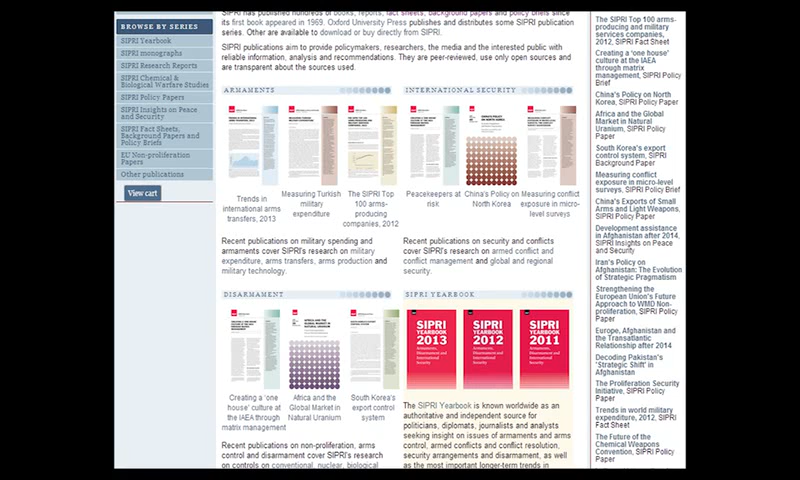 SIPRI has published hundreds of books, reports, fact sheets, background papers and policy briefs since
its first book appeared in 1969. Oxford University Press publishes and distributes some SIPRI publication
series. Other are available to download or buy directly from SIPRI.
SIPRI publications aim to provide policymakers, researchers, the media and the interested public with
reliable information, analysis and recommendations. They are peer-reviewed, use only open sources and
are transparent about the sources used.
BROWSE BY SERIES
SIPRI Yearbook
SIPRI monographs
SIPRI Research Reports
SIPRI Chemical &
Biological Warfare Studies
SIPRI Policy Papers
SIPRI Insights on Peace
and Security
SIPRI Fact Sheets,
Background Papers and
Policy Briefs
EU Non-proliferation
Papers
Other publications
View cart
ARMAMENTS
Trends in
international arms
transfers, 2013
Measuring Turkish
military
expenditure
The SIPRI Top
100 arms-
producing
companies, 2012
Recent publications on military spending and
armaments cover SIPRI's research on military
expenditure, arms transfers, arms production and
military technology.
INTERNATIONAL SECURITY
Peacekeepers at
risk
China's Policy on
North Korea
Measuring conflict
exposure in micro-
level surveys
Recent publications on security and conflicts
cover SIPRI's research on armed conflict and
conflict management and global and regional
security.
DISARMAMENT
Creating a 'one
house' culture at
the IAEA through
matrix management
Africa and the
Global Market in
Natural Uranium
South Korea's
export control
system
Recent publications on non-proliferation, arms
control and disarmament cover SIPRI's research
on controls on conventional, nuclear, biological
SIPRI YEARBOOK
SIPRI
YEARBOOK
2013
Armaments,
Disarmament and
International
Security
SIPRI
YEARBOOK
2012
Armaments,
Disarmament and
International
Security
SIPRI
YEARBOOK
2011
Armaments,
Disarmament and
International
Security
The SIPRI Yearbook is known worldwide as an
authoritative and independent source for
politicians, diplomats, journalists and analysts
seeking insight on issues of armaments and arms
control, armed conflicts and conflict resolution,
security arrangements and disarmament, as well
as the most important longer-term trends in
The SIPRI Top 100 arms-
producing and military
services companies,
2012, SIPRI Fact Sheet
Creating a 'one house'
culture at the IAEA
through matrix
management, SIPRI Policy
Brief
China's Policy on North
Korea, SIPRI Policy Paper
Africa and the Global
Market in Natural
Uranium, SIPRI Policy
Paper
South Korea's export
control system, SIPRI
Background Paper
Measuring conflict
exposure in micro-level
surveys, SIPRI Policy Brief
China's Exports of Small
Arms and Light Weapons,
SIPRI Policy Paper
Development assistance
in Afghanistan after 2014,
SIPRI Insights on Peace
and Security
Iran's Policy on
Afghanistan: The Evolution
of Strategic Pragmatism
Strengthening the
European Union's Future
Approach to WMD Non-
proliferation, SIPRI Policy
Paper
Europe, Afghanistan and
the Transatlantic
Relationship after 2014
Decoding Pakistan's
'Strategic Shift' in
Afghanistan
The Proliferation Security
Initiative, SIPRI Policy
Paper
Trends in world military
expenditure, 2012, SIPRI
Fact Sheet
The Future of the
Chemical Weapons
Convention, SIPRI Policy
Paper